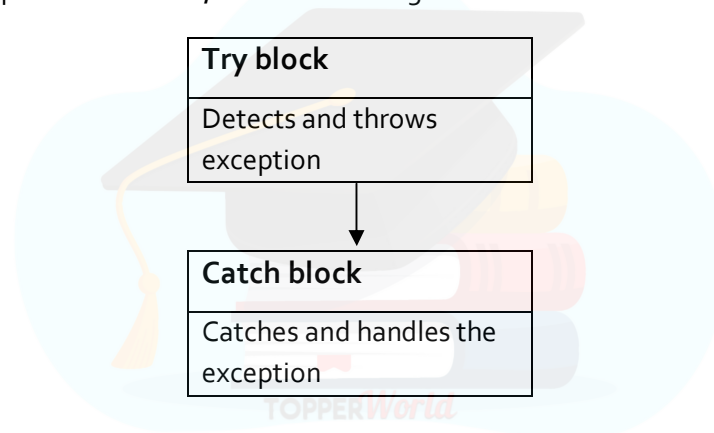 Try block
Detects and throws
exception
Catch block
Catches and handles the
exception
TOPPERWorld